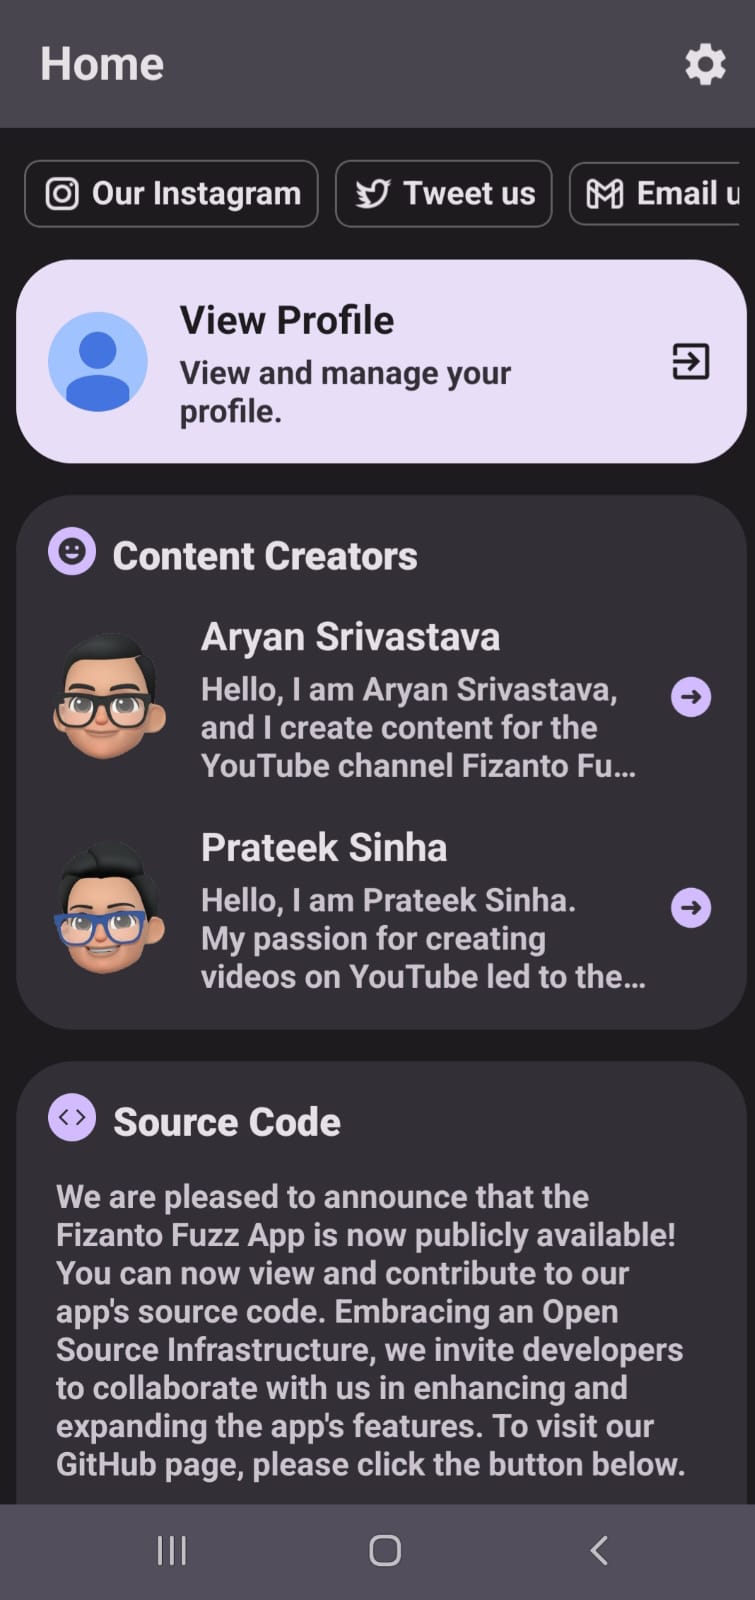 Home
Our Instagram
Tweet us
Email u
View Profile
View and manage your
profile.
Content Creators
Aryan Srivastava
Hello, I am Aryan Srivastava,
and I create content for the
YouTube channel Fizanto Fu...
Prateek Sinha
Hello, I am Prateek Sinha.
My passion for creating
videos on YouTube led to the...
Source Code
We are pleased to announce that the
Fizanto Fuzz App is now publicly available!
You can now view and contribute to our
app's source code. Embracing an Open
Source Infrastructure, we invite developers
to collaborate with us in enhancing and
expanding the app's features. To visit our
GitHub page, please click the button below.